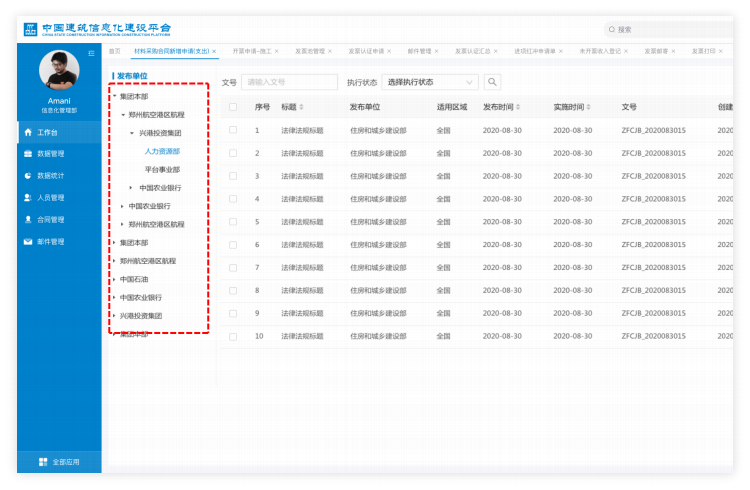 中建 中国建筑信息化建设平台
CHINA STATE CONSTRUCTION INFORMATION CONSTRUCTION PLATFORM
搜索
首页 材料采购合同新增申请(支出) × 开票申请-施工 × 发票池管理 × 发票认证申请 × 邮件管理 × 发票认证汇总 × 进项红冲申请单 × 未开票收入登记 × 发票邮寄 × 发票打印 ×
Amani
信息化管理部
工作台
数据管理
数据统计
人员管理
合同管理
邮件管理
全部应用
发布单位
集团本部
郑州航空港区航程
兴港投资集团
人力资源部
平台事业部
中国农业银行
中国农业银行
郑州航空港区航程
集团本部
郑州航空港区航程
中国石油
中国农业银行
兴港投资集团
集团本部
文号 请输入文号 执行状态 选择执行状态
序号 标题 发布单位 适用区域 发布时间 实施时间 文号 创建
1 法律法规标题 住房和城乡建设部 全国 2020-08-30 2020-08-30 ZFCJB_2020083015 2020
2 法律法规标题 住房和城乡建设部 全国 2020-08-30 2020-08-30 ZFCJB_2020083015 2020
3 法律法规标题 住房和城乡建设部 全国 2020-08-30 2020-08-30 ZFCJB_2020083015 2020
4 法律法规标题 住房和城乡建设部 全国 2020-08-30 2020-08-30 ZFCJB_2020083015 2020
5 法律法规标题 住房和城乡建设部 全国 2020-08-30 2020-08-30 ZFCJB_2020083015 2020
6 法律法规标题 住房和城乡建设部 全国 2020-08-30 2020-08-30 ZFCJB_2020083015 2020
7 法律法规标题 住房和城乡建设部 全国 2020-08-30 2020-08-30 ZFCJB_2020083015 2020
8 法律法规标题 住房和城乡建设部 全国 2020-08-30 2020-08-30 ZFCJB_2020083015 2020
9 法律法规标题 住房和城乡建设部 全国 2020-08-30 2020-08-30 ZFCJB_2020083015 2020
10 法律法规标题 住房和城乡建设部 全国 2020-08-30 2020-08-30 ZFCJB_2020083015 2020